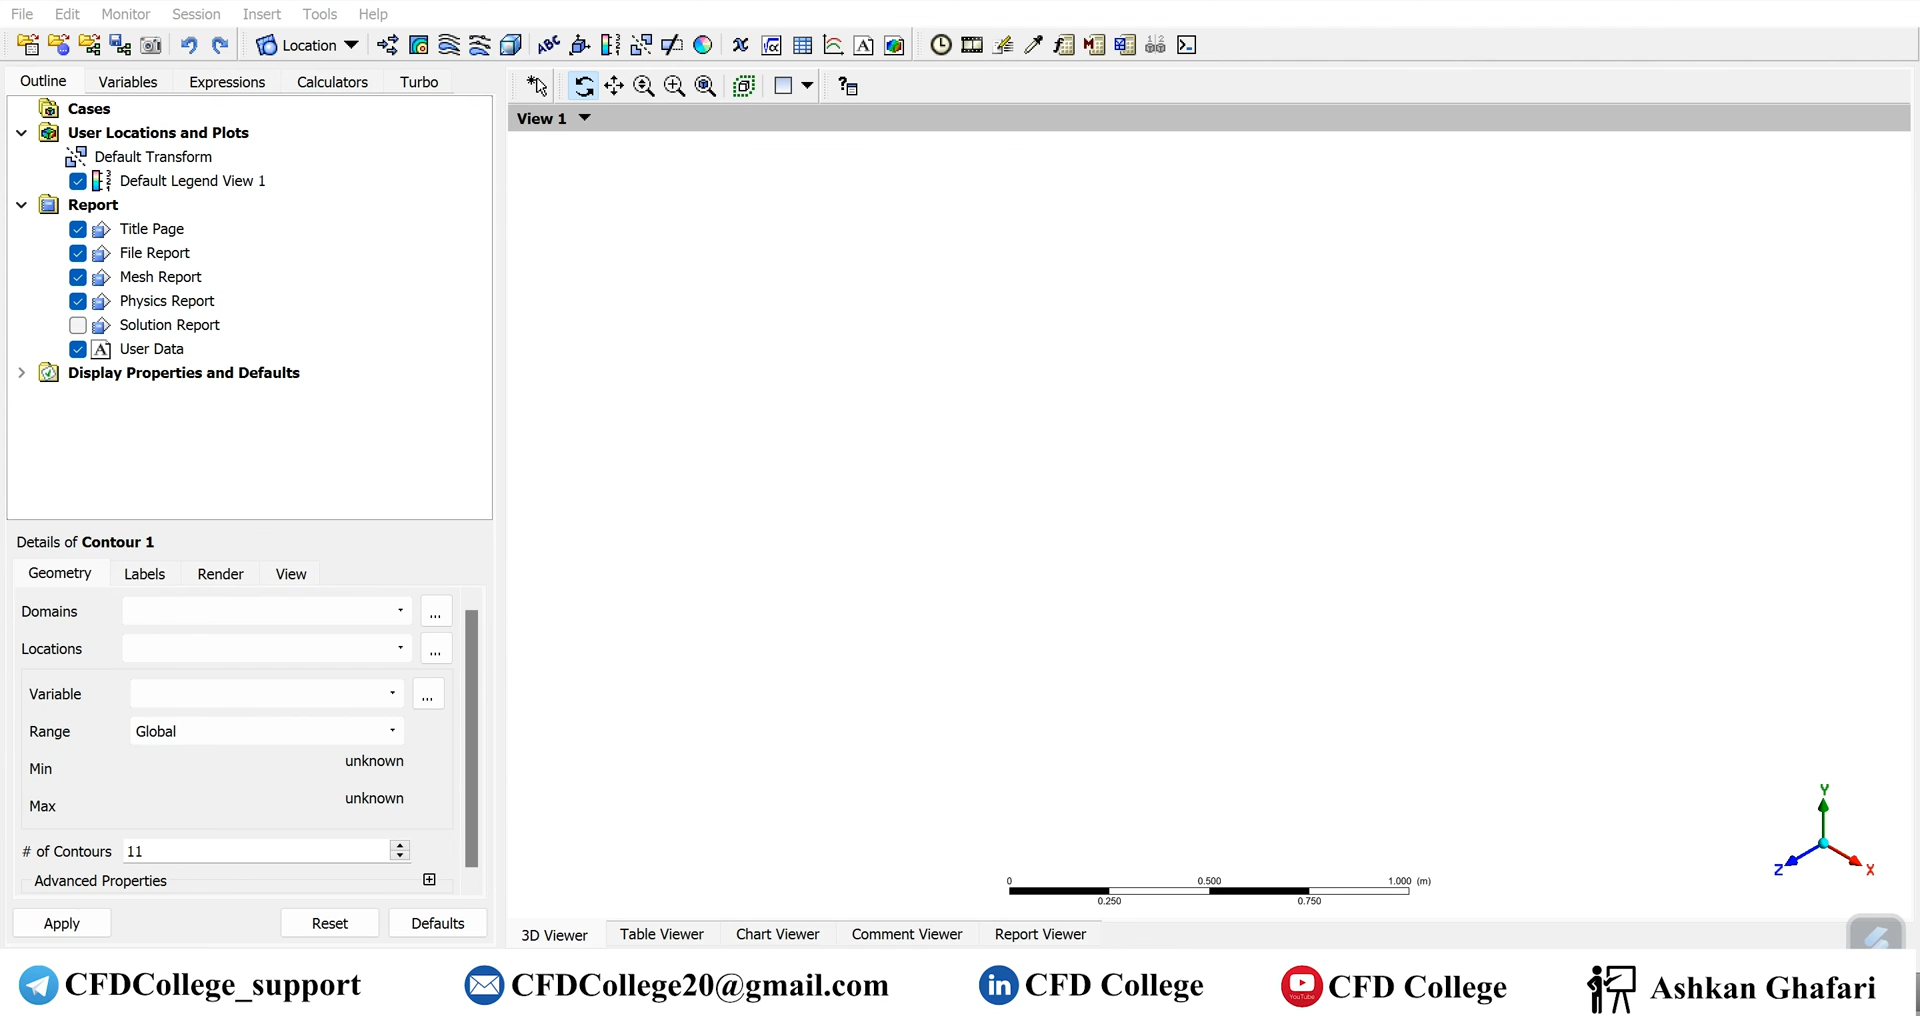 File Edit Monitor Session Insert Tools Help
Location
Outline Variables Expressions Calculators Turbo
Cases
User Locations and Plots
Default Transform
Default Legend View 1
Report
Title Page
File Report
Mesh Report
Physics Report
Solution Report
User Data
Display Properties and Defaults
View 1
Details of Contour 1
Geometry Labels Render View
Domains ...
Locations ...
Variable ...
Range Global
Min unknown
Max unknown
# of Contours 11
Advanced Properties
Apply Reset Defaults
Y
Z X
0 0.500 1.000 (m)
0.250 0.750
3D Viewer Table Viewer Chart Viewer Comment Viewer Report Viewer
CFDCollege_support CFDCollege20@gmail.com CFD College CFD College Ashkan Ghafari